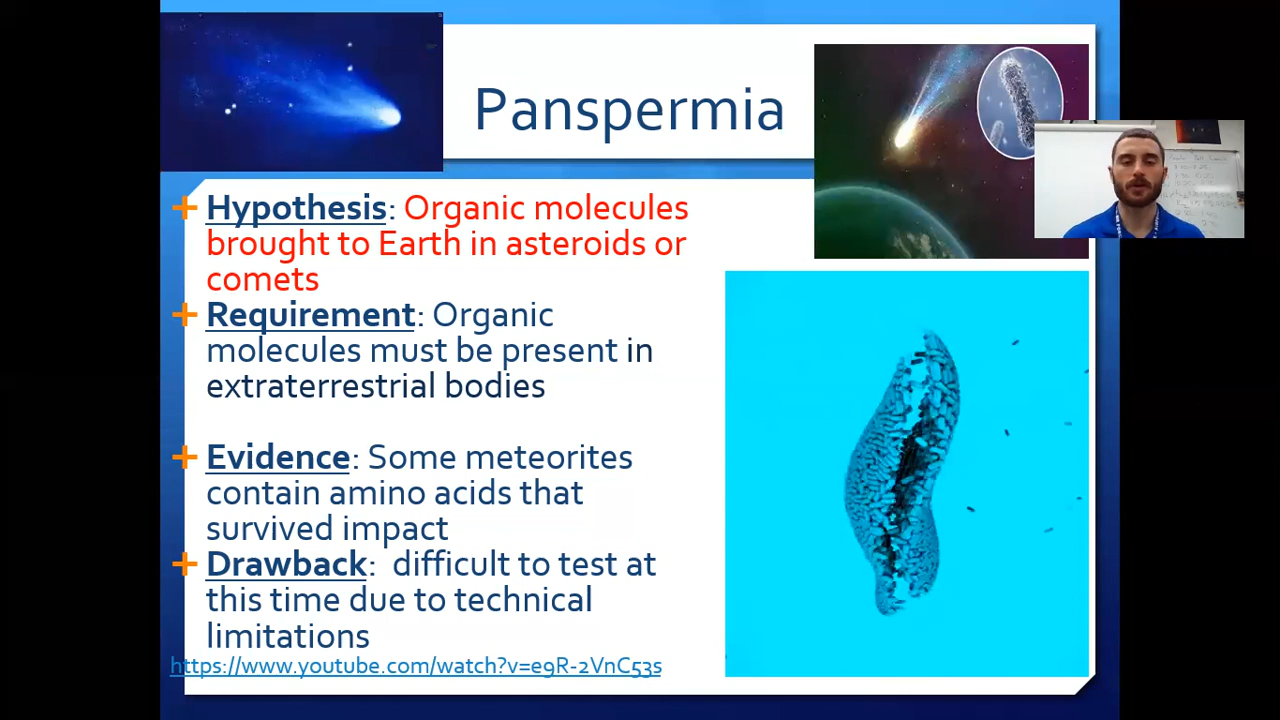 Panspermia
Hypothesis: Organic molecules
brought to Earth in asteroids or
comets
Requirement: Organic
molecules must be present in
extraterrestrial bodies
Evidence: Some meteorites
contain amino acids that
survived impact
Drawback:  difficult to test at
this time due to technical
limitations
https://www.youtube.com/watch?v=e9R-2VnC53s